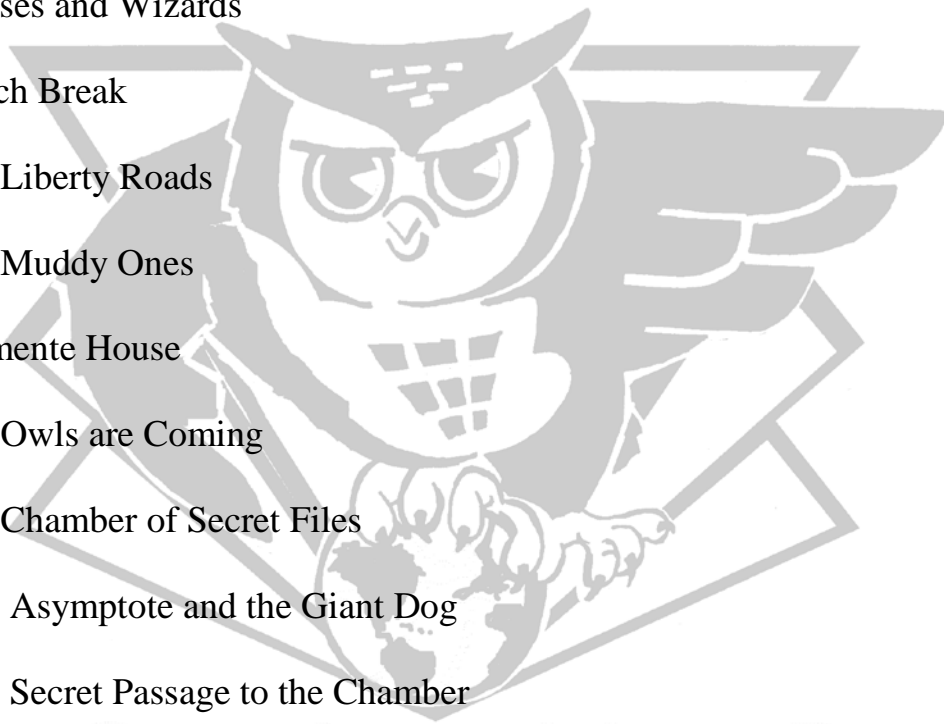 ses and Wizards
ch Break
Liberty Roads
Muddy Ones
mente House
Owls are Coming
Chamber of Secret Files
Asymptote and the Giant Dog
Secret Passage to the Chamber